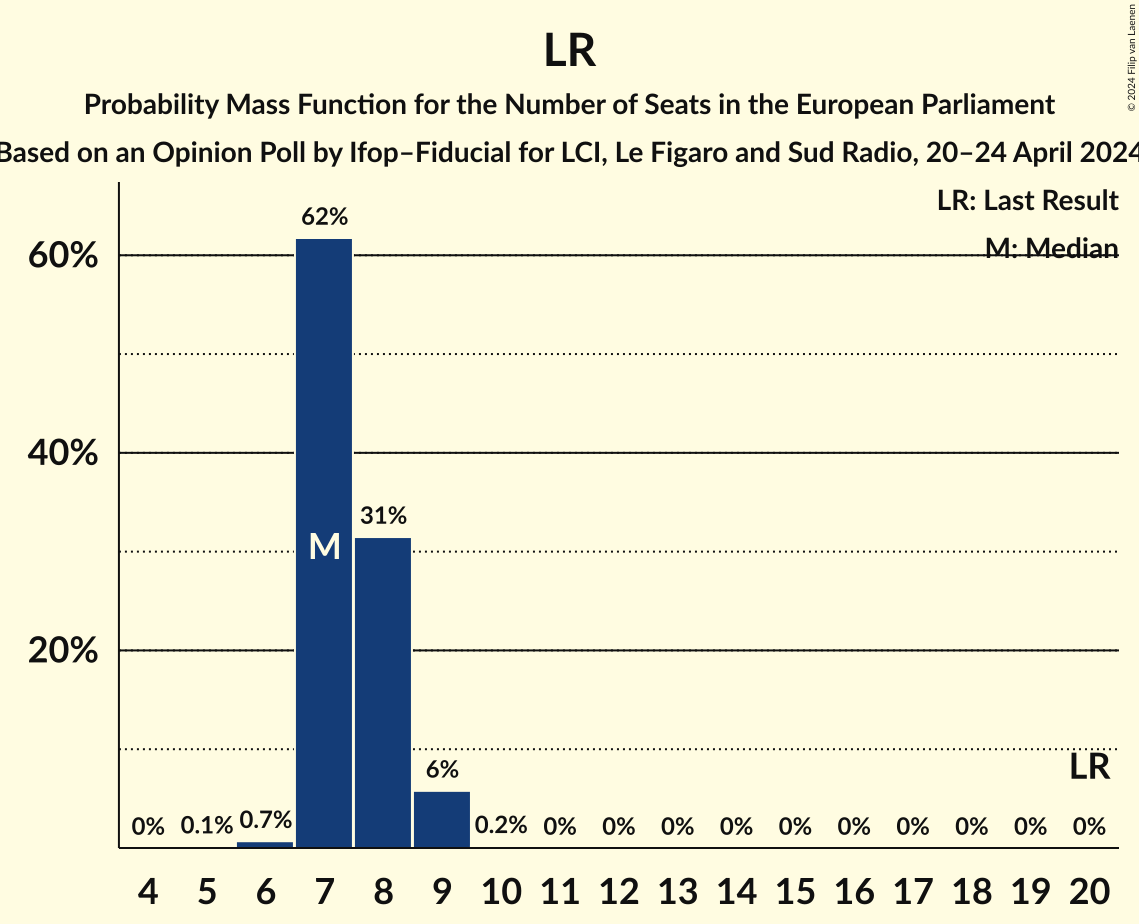 © 2024 Filip van Laenen
LR
Probability Mass Function for the Number of Seats in the European Parliament
Based on an Opinion Poll by Ifop–Fiducial for LCI, Le Figaro and Sud Radio, 20–24 April 2024
LR: Last Result
M: Median
60%
40%
20%
0% 0.1% 0.7% 62% 31% 6% 0.2% 0% 0% 0% 0% 0% 0% 0% 0% 0% 0%
M
LR
4 5 6 7 8 9 10 11 12 13 14 15 16 17 18 19 20